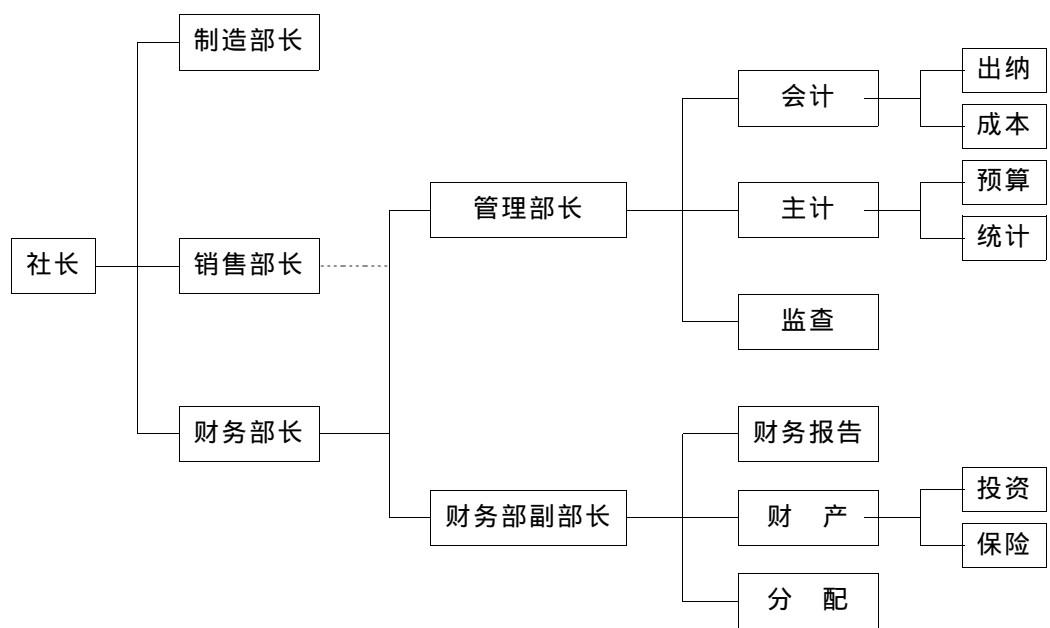 制造部长
出纳
会计
成本
预算
管理部长
主计
统计
社长
销售部长
监查
财务部长
财务报告
投资
财务部副部长
财 产
保险
分 配